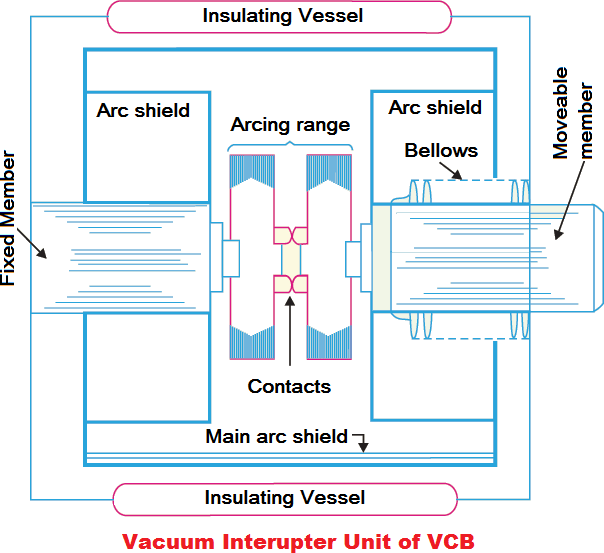 Insulating Vessel
Arc shield
Arc shield
Arcing range
Bellows
Moveable
member
Fixed Member
Contacts
Main arc shield
Insulating Vessel
Vacuum Interupter Unit of VCB